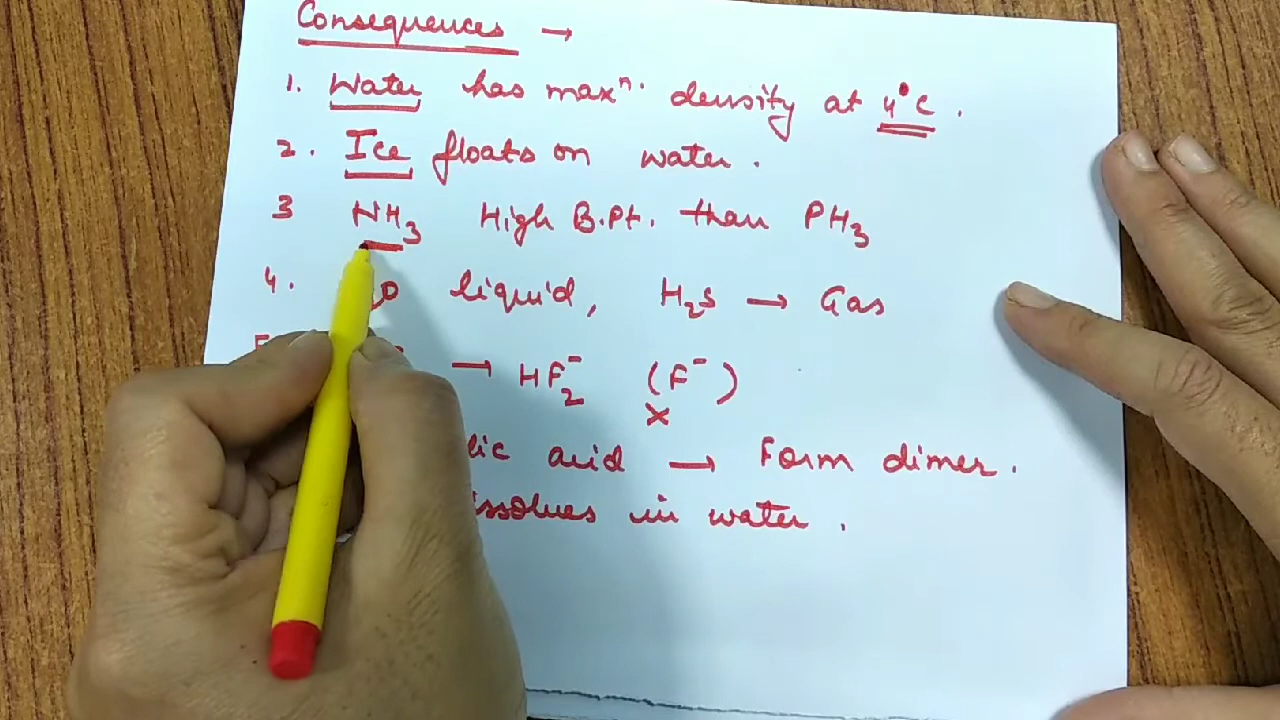 Consequences →
1. Water has maxⁿ. density at 4°C.
2. Ice floats on water.
3 NH₃ High B.Pt. than PH₃
4. liquid, H₂S → Gas
→ HF₂⁻ (F⁻)
x
acid → Form dimer.
in water.